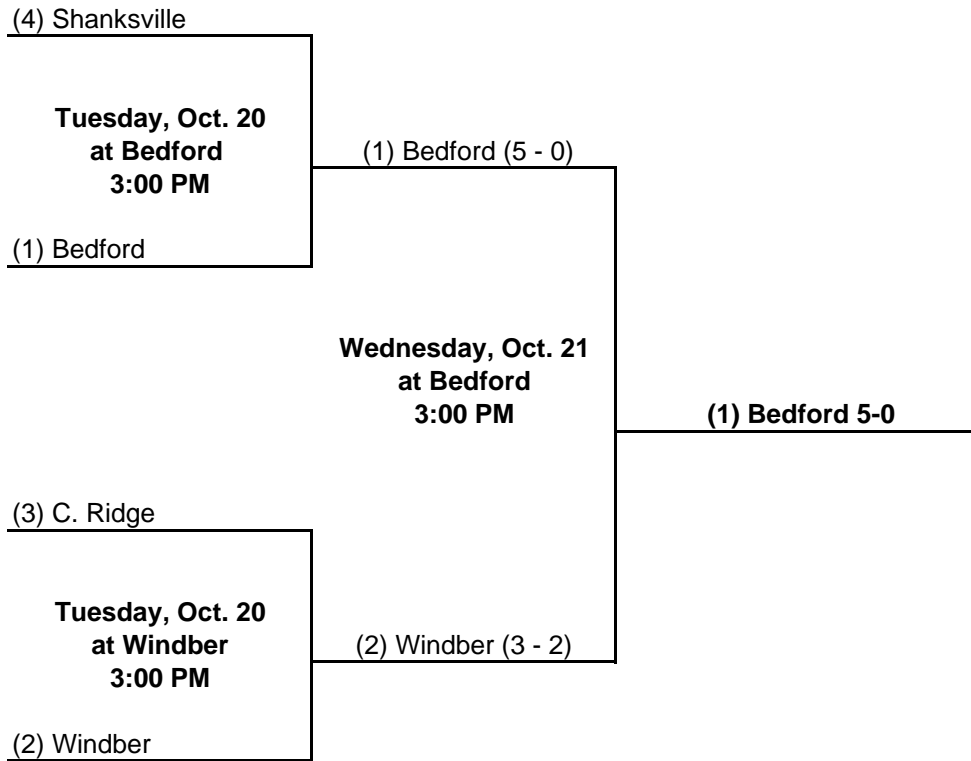 (4) Shanksville
Tuesday, Oct. 20
at Bedford
3:00 PM
(1) Bedford (5 - 0)
(1) Bedford
Wednesday, Oct. 21
at Bedford
3:00 PM
(1) Bedford 5-0
(3) C. Ridge
Tuesday, Oct. 20
at Windber
3:00 PM
(2) Windber (3 - 2)
(2) Windber